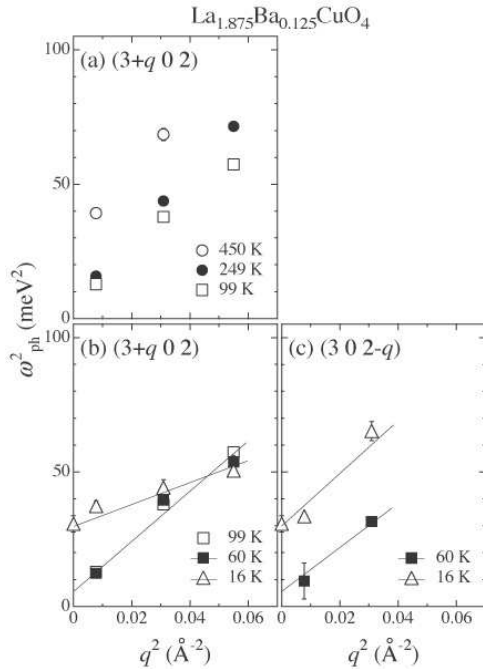 La1.875Ba0.125CuO4
(a) (3+q 0 2)
100
50
0
450 K
249 K
99 K
ω²ph (meV²)
(b) (3+q 0 2)
(c) (3 0 2-q)
100
50
0
99 K
60 K
16 K
60 K
16 K
0 0.02 0.04 0.06
0 0.02 0.04 0.06
q² (Å⁻²)
q² (Å⁻²)